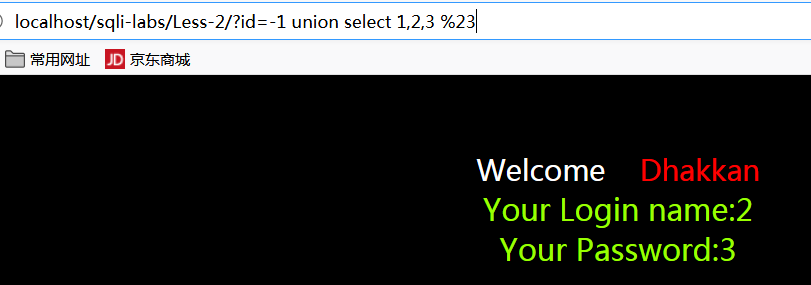 localhost/sqli-labs/Less-2/?id=-1 union select 1,2,3 %23
常用网址 JD 京东商城
Welcome Dhakkan
Your Login name:2
Your Password:3